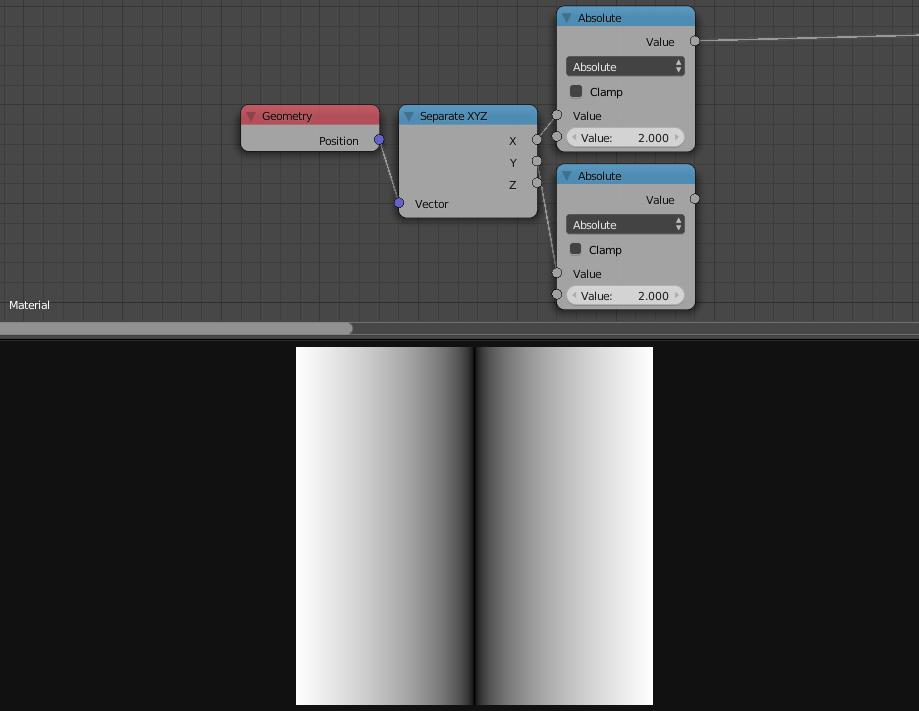 Absolute
Value
Absolute
Clamp
Value
Value: 2.000
Geometry
Position
Separate XYZ
X
Y
Z
Vector
Absolute
Value
Absolute
Clamp
Value
Value: 2.000
Material